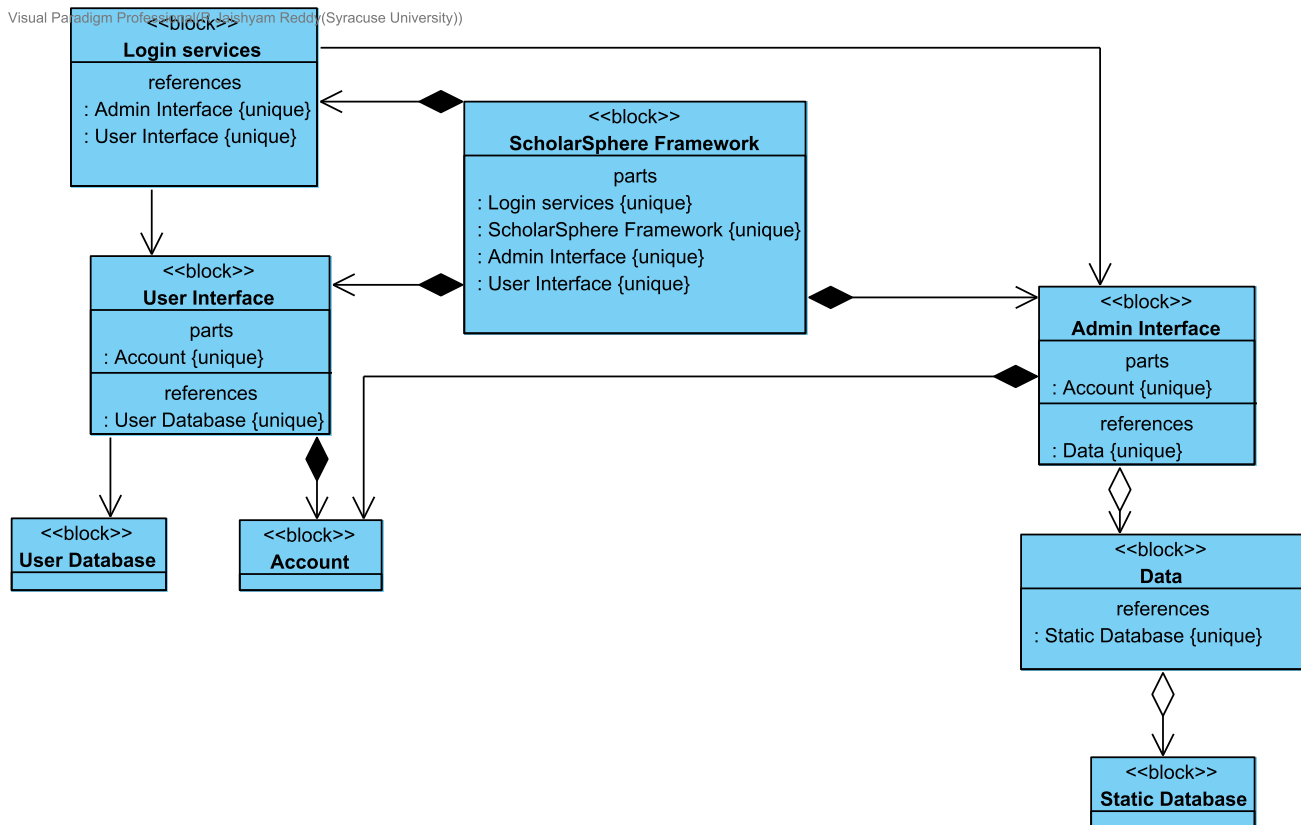 Visual Paradigm Professional(B Jaishyam Reddy(Syracuse University))
<<block>>
Login services
references
: Admin Interface {unique}
: User Interface {unique}
<<block>>
ScholarSphere Framework
parts
: Login services {unique}
: ScholarSphere Framework {unique}
: Admin Interface {unique}
: User Interface {unique}
<<block>>
User Interface
parts
: Account {unique}
references
: User Database {unique}
<<block>>
Admin Interface
parts
: Account {unique}
references
: Data {unique}
<<block>>
User Database
<<block>>
Account
<<block>>
Data
references
: Static Database {unique}
<<block>>
Static Database